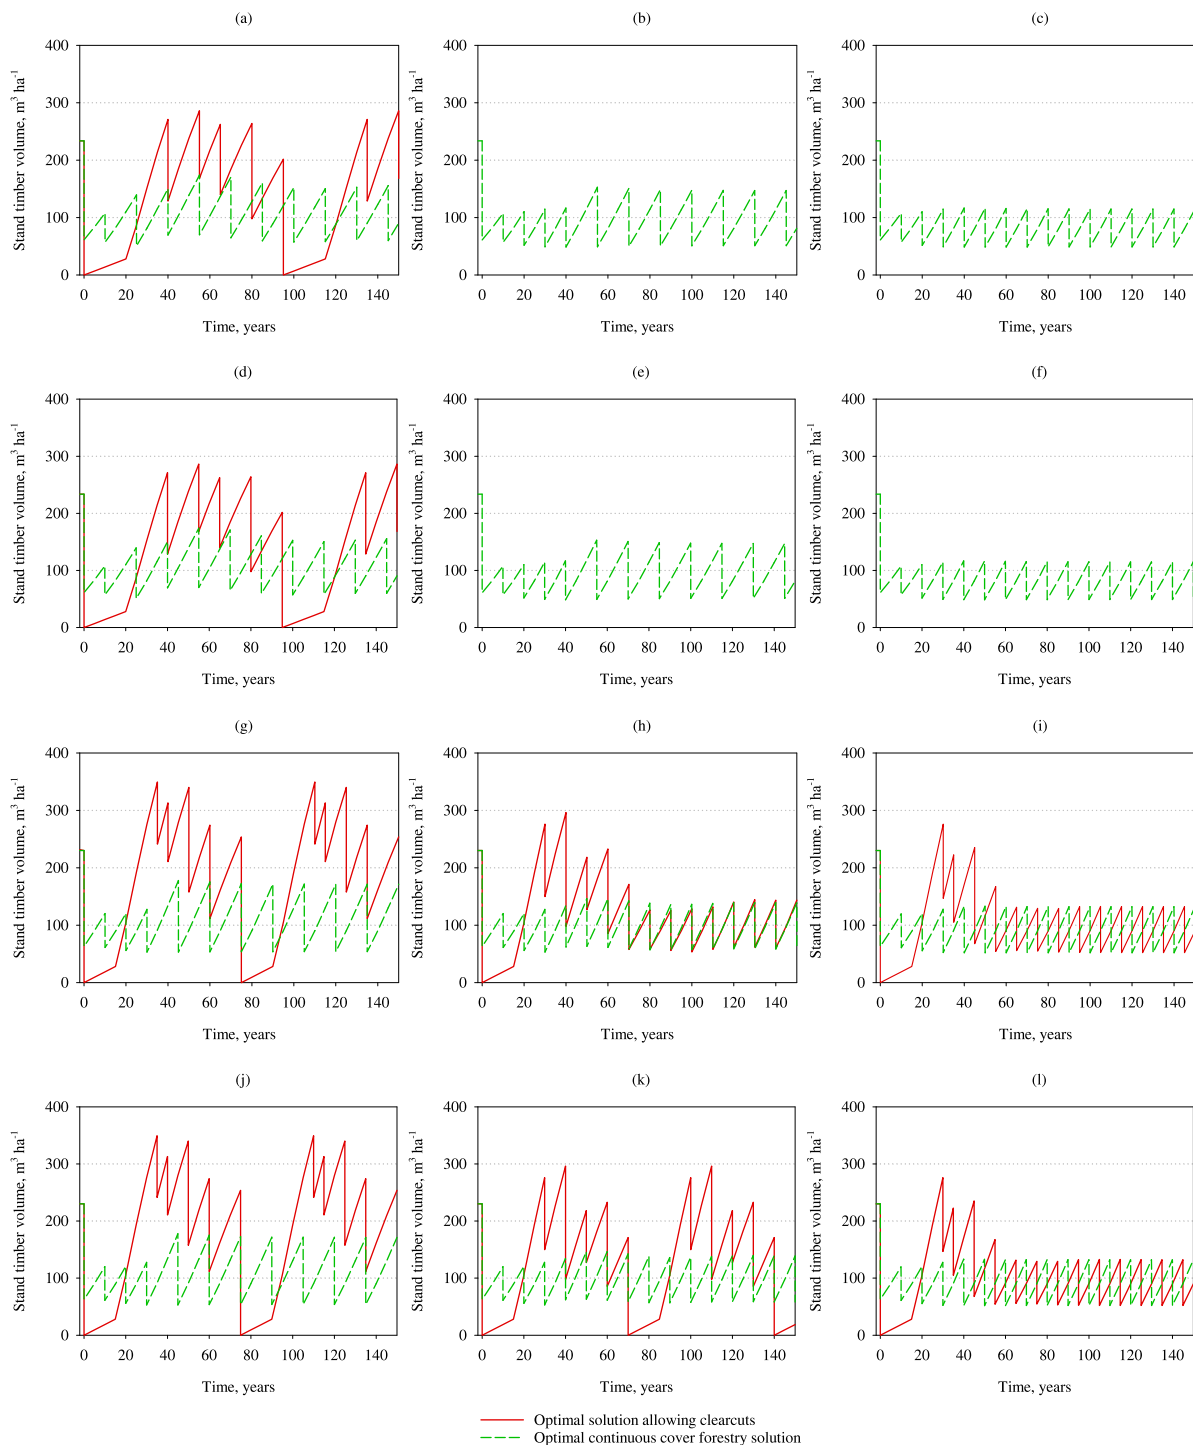 (a) (b) (c)
Stand timber volume, m³ ha⁻¹ Stand timber volume, m³ ha⁻¹ Stand timber volume, m³ ha⁻¹
400 400 400
300 300 300
200 200 200
100 100 100
0 0 0
0 20 40 60 80 100 120 140 0 20 40 60 80 100 120 140 0 20 40 60 80 100 120 140
Time, years Time, years Time, years
(d) (e) (f)
Stand timber volume, m³ ha⁻¹ Stand timber volume, m³ ha⁻¹ Stand timber volume, m³ ha⁻¹
400 400 400
300 300 300
200 200 200
100 100 100
0 0 0
0 20 40 60 80 100 120 140 0 20 40 60 80 100 120 140 0 20 40 60 80 100 120 140
Time, years Time, years Time, years
(g) (h) (i)
Stand timber volume, m³ ha⁻¹ Stand timber volume, m³ ha⁻¹ Stand timber volume, m³ ha⁻¹
400 400 400
300 300 300
200 200 200
100 100 100
0 0 0
0 20 40 60 80 100 120 140 0 20 40 60 80 100 120 140 0 20 40 60 80 100 120 140
Time, years Time, years Time, years
(j) (k) (l)
Stand timber volume, m³ ha⁻¹ Stand timber volume, m³ ha⁻¹ Stand timber volume, m³ ha⁻¹
400 400 400
300 300 300
200 200 200
100 100 100
0 0 0
0 20 40 60 80 100 120 140 0 20 40 60 80 100 120 140 0 20 40 60 80 100 120 140
Time, years Time, years Time, years
Optimal solution allowing clearcuts
Optimal continuous cover forestry solution